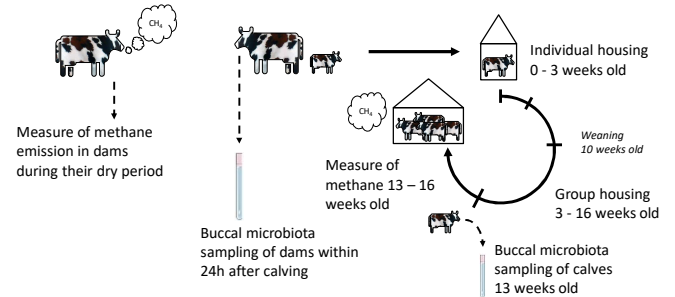 CH4
Measure of methane
emission in dams
during their dry period
Buccal microbiota
sampling of dams within
24h after calving
Individual housing
0 - 3 weeks old
Weaning
10 weeks old
Group housing
3 - 16 weeks old
CH4
Measure of
methane 13 – 16
weeks old
Buccal microbiota
sampling of calves
13 weeks old